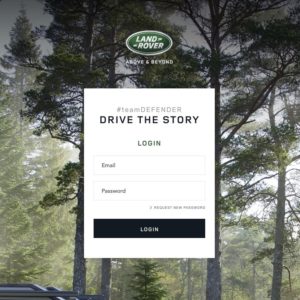 LAND-
-ROVER
ABOVE & BEYOND
#teamDEFENDER
DRIVE THE STORY
LOGIN
Email
Password
REQUEST NEW PASSWORD
LOGIN